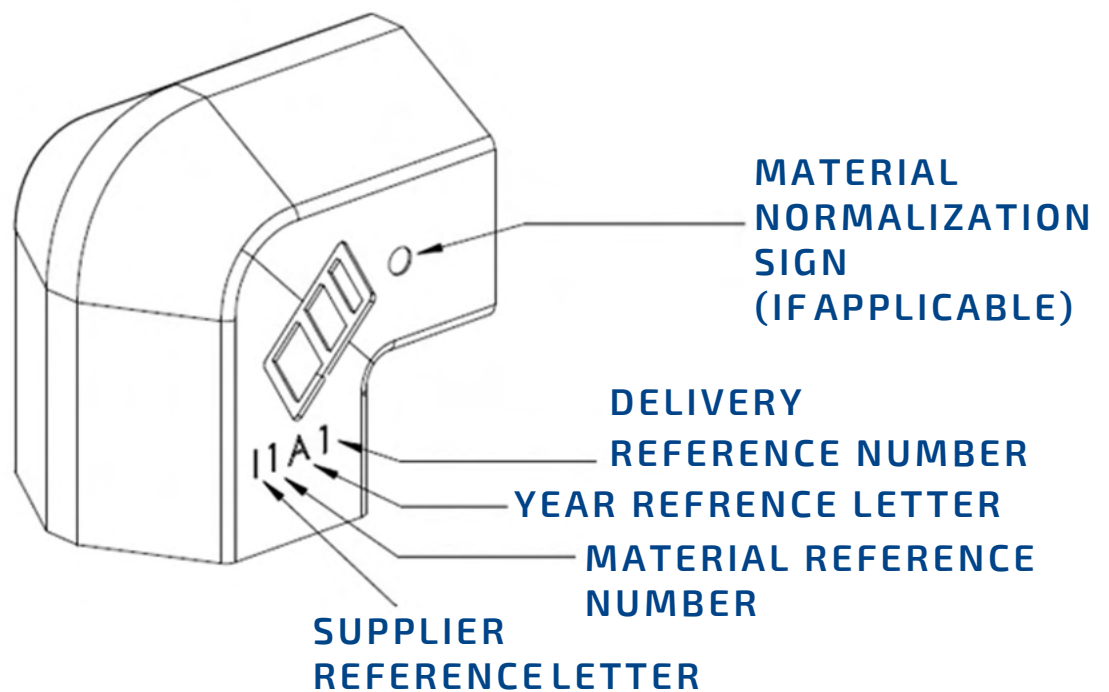 MATERIAL
NORMALIZATION
SIGN
(IF APPLICABLE)
DELIVERY
REFERENCE NUMBER
I1A1
YEAR REFRENCE LETTER
MATERIAL REFERENCE
NUMBER
SUPPLIER
REFERENCE LETTER